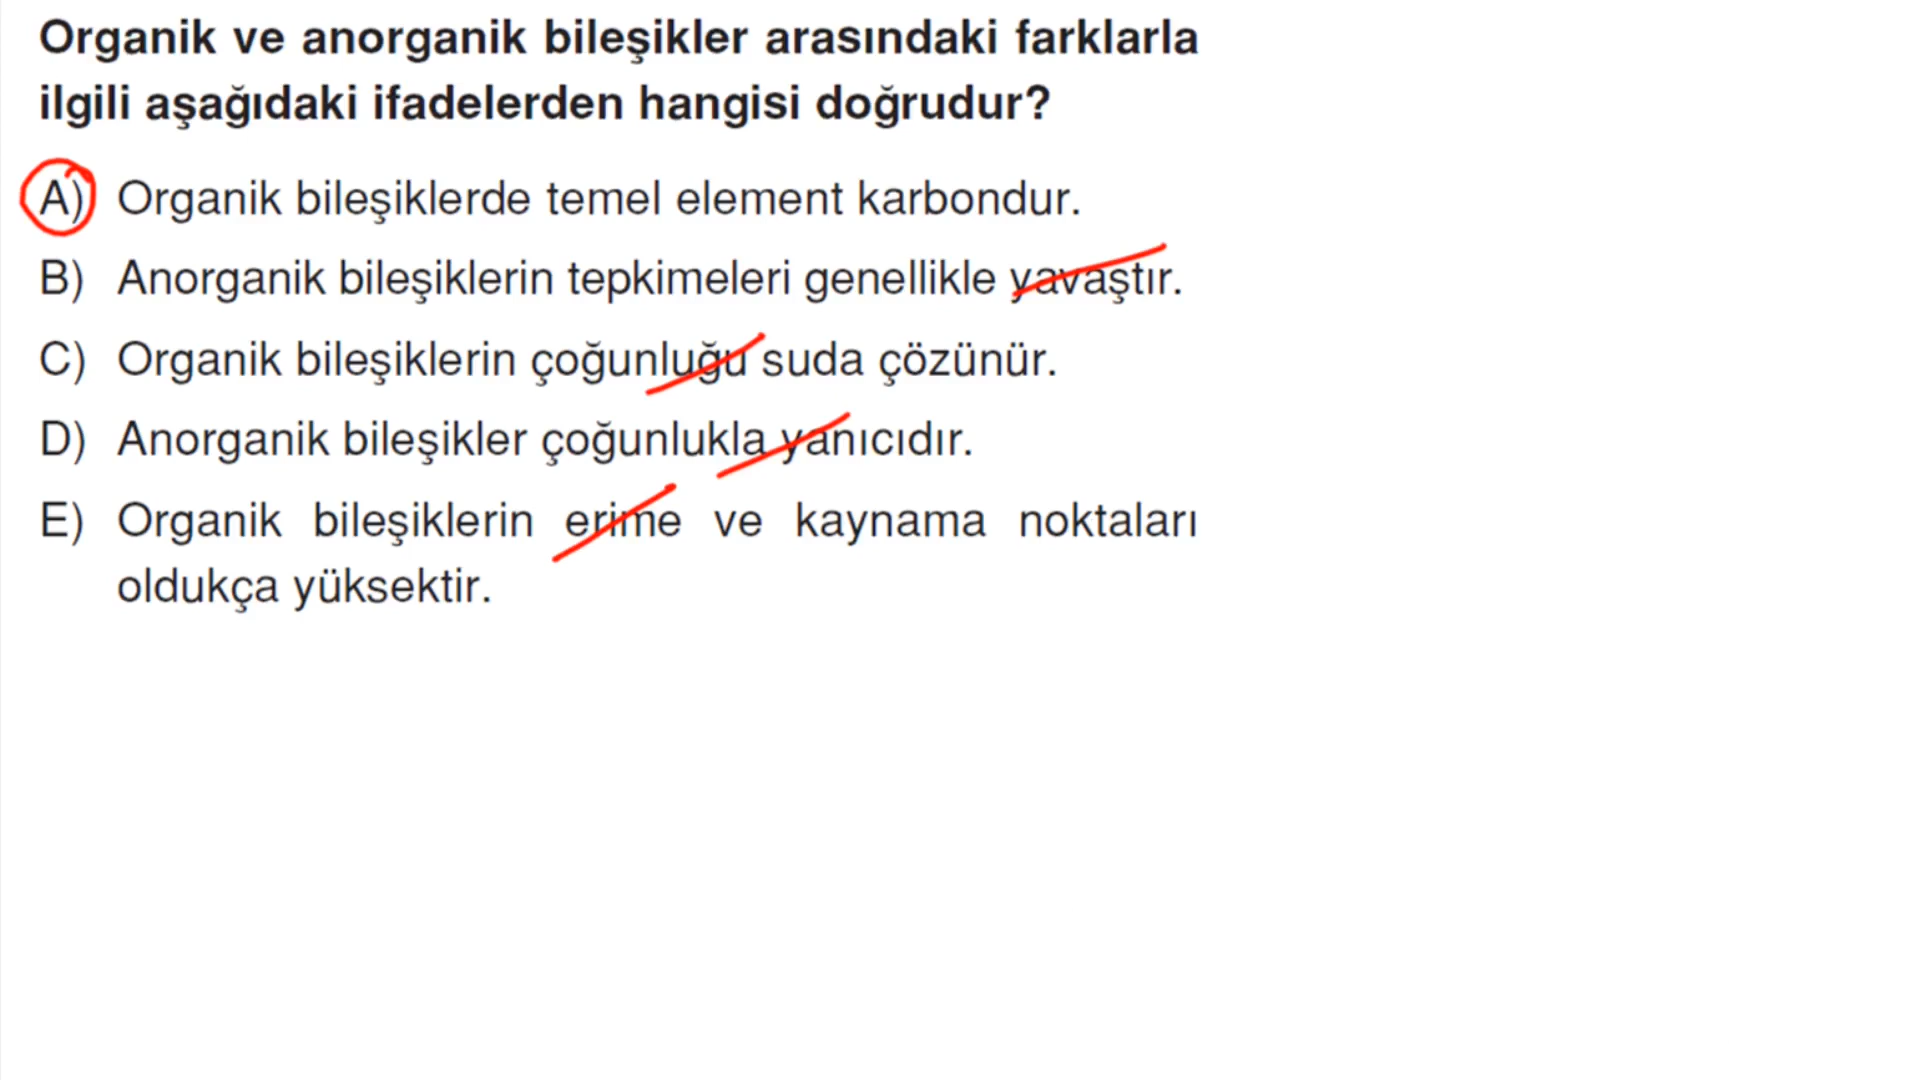 Organik ve anorganik bileşikler arasındaki farklarla
ilgili aşağıdaki ifadelerden hangisi doğrudur?
A) Organik bileşiklerde temel element karbondur.
B) Anorganik bileşiklerin tepkimeleri genellikle yavaştır.
C) Organik bileşiklerin çoğunluğu suda çözünür.
D) Anorganik bileşikler çoğunlukla yanıcıdır.
E) Organik bileşiklerin erime ve kaynama noktaları
oldukça yüksektir.